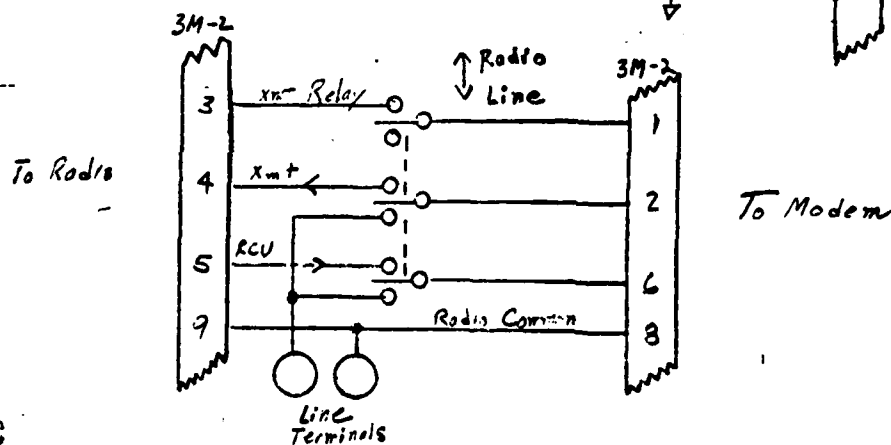 3M-2
Radio
Line
3M-2
3
Relay
1
To Radio
4
xmt
2
To Modem
5
RCV
6
9
Radio Common
8
Line
Terminals